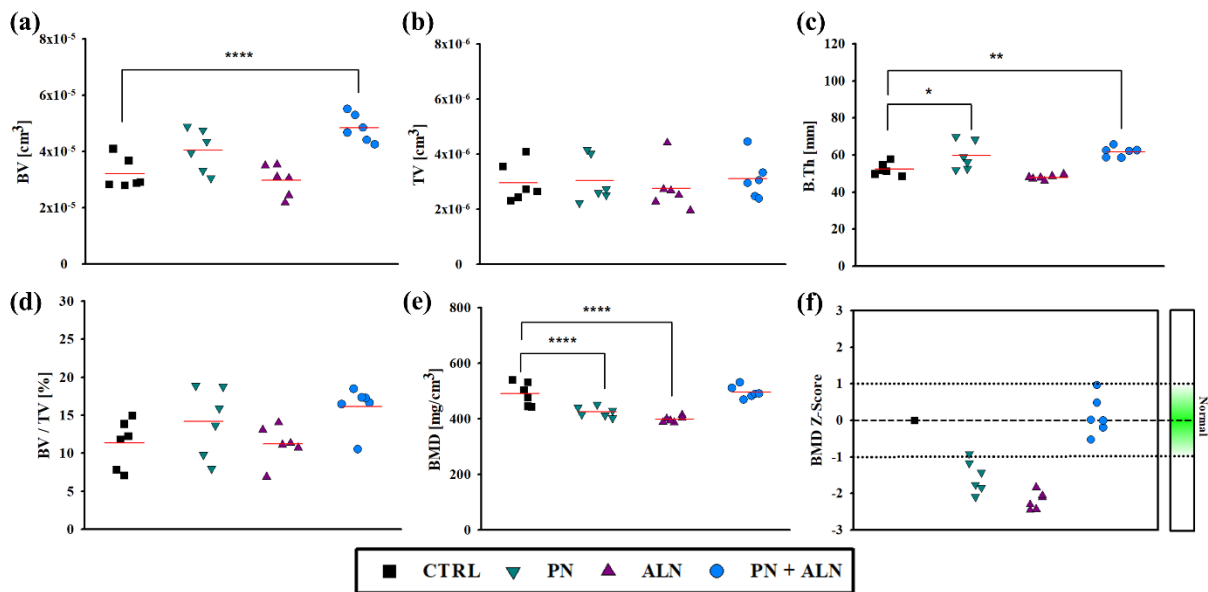 (a)
BV [cm³]
8x10⁻⁵
6x10⁻⁵
4x10⁻⁵
2x10⁻⁵
0
****
(b)
TV [cm³]
8x10⁻⁶
6x10⁻⁶
4x10⁻⁶
2x10⁻⁶
0
(c)
B.Th [mm]
120
100
80
60
40
20
0
**
*
(d)
BV / TV [%]
30
25
20
15
10
5
0
(e)
BMD [mg/cm³]
800
600
400
200
0
****
****
(f)
BMD Z-Score
3
2
1
0
-1
-2
-3
Normal
CTRL PN ALN PN + ALN